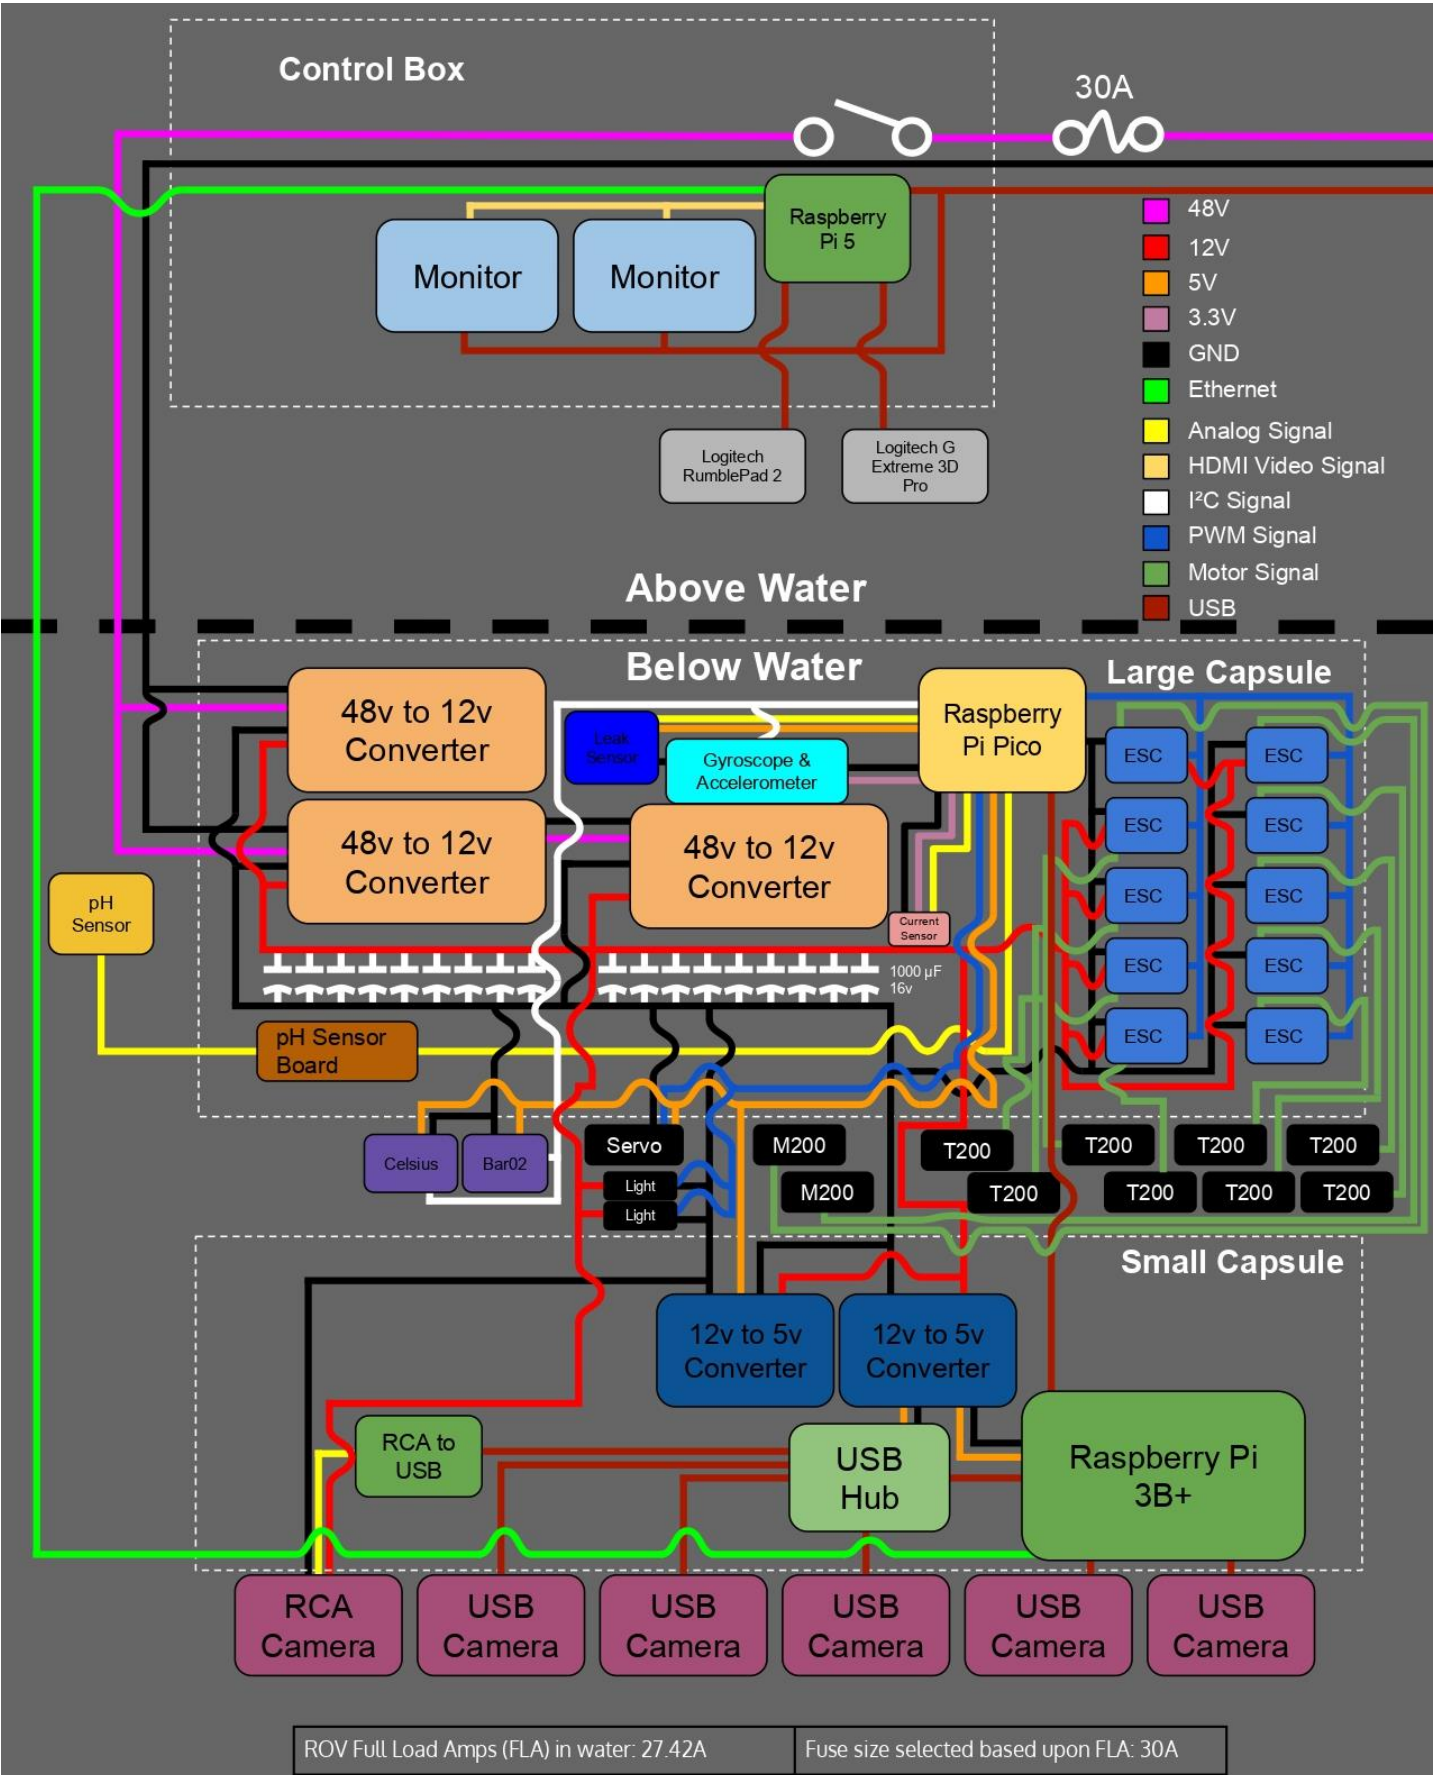 Control Box
30A
Raspberry
Pi 5
Monitor
Monitor
48V
12V
5V
3.3V
GND
Ethernet
Analog Signal
HDMI Video Signal
I²C Signal
PWM Signal
Motor Signal
USB
Logitech
RumblePad 2
Logitech G
Extreme 3D
Pro
Above Water
Below Water
Large Capsule
48v to 12v
Converter
Leak
Sensor
Gyroscope &
Accelerometer
Raspberry
Pi Pico
ESC
ESC
ESC
ESC
ESC
ESC
ESC
ESC
ESC
ESC
48v to 12v
Converter
48v to 12v
Converter
pH
Sensor
Current
Sensor
1000 µF
16v
pH Sensor
Board
Celsius
Bar02
Servo
Light
Light
M200
M200
T200
T200
T200
T200
T200
T200
T200
T200
Small Capsule
12v to 5v
Converter
12v to 5v
Converter
RCA to
USB
USB
Hub
Raspberry Pi
3B+
RCA
Camera
USB
Camera
USB
Camera
USB
Camera
USB
Camera
USB
Camera
ROV Full Load Amps (FLA) in water: 27.42A
Fuse size selected based upon FLA: 30A